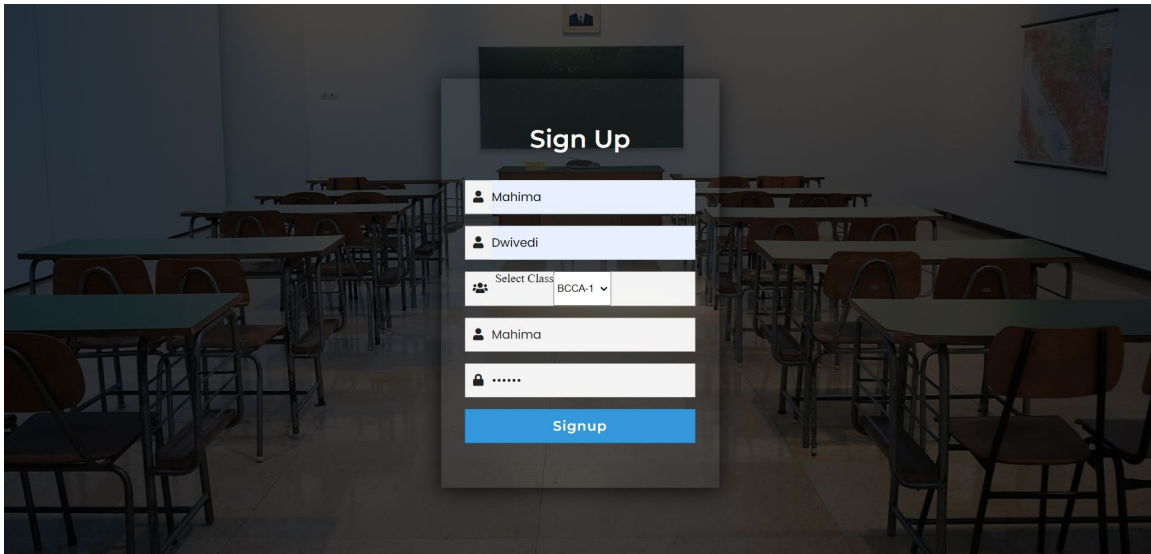 Sign Up
Mahima
Dwivedi
Select Class BCCA-1
Mahima
••••••
Signup